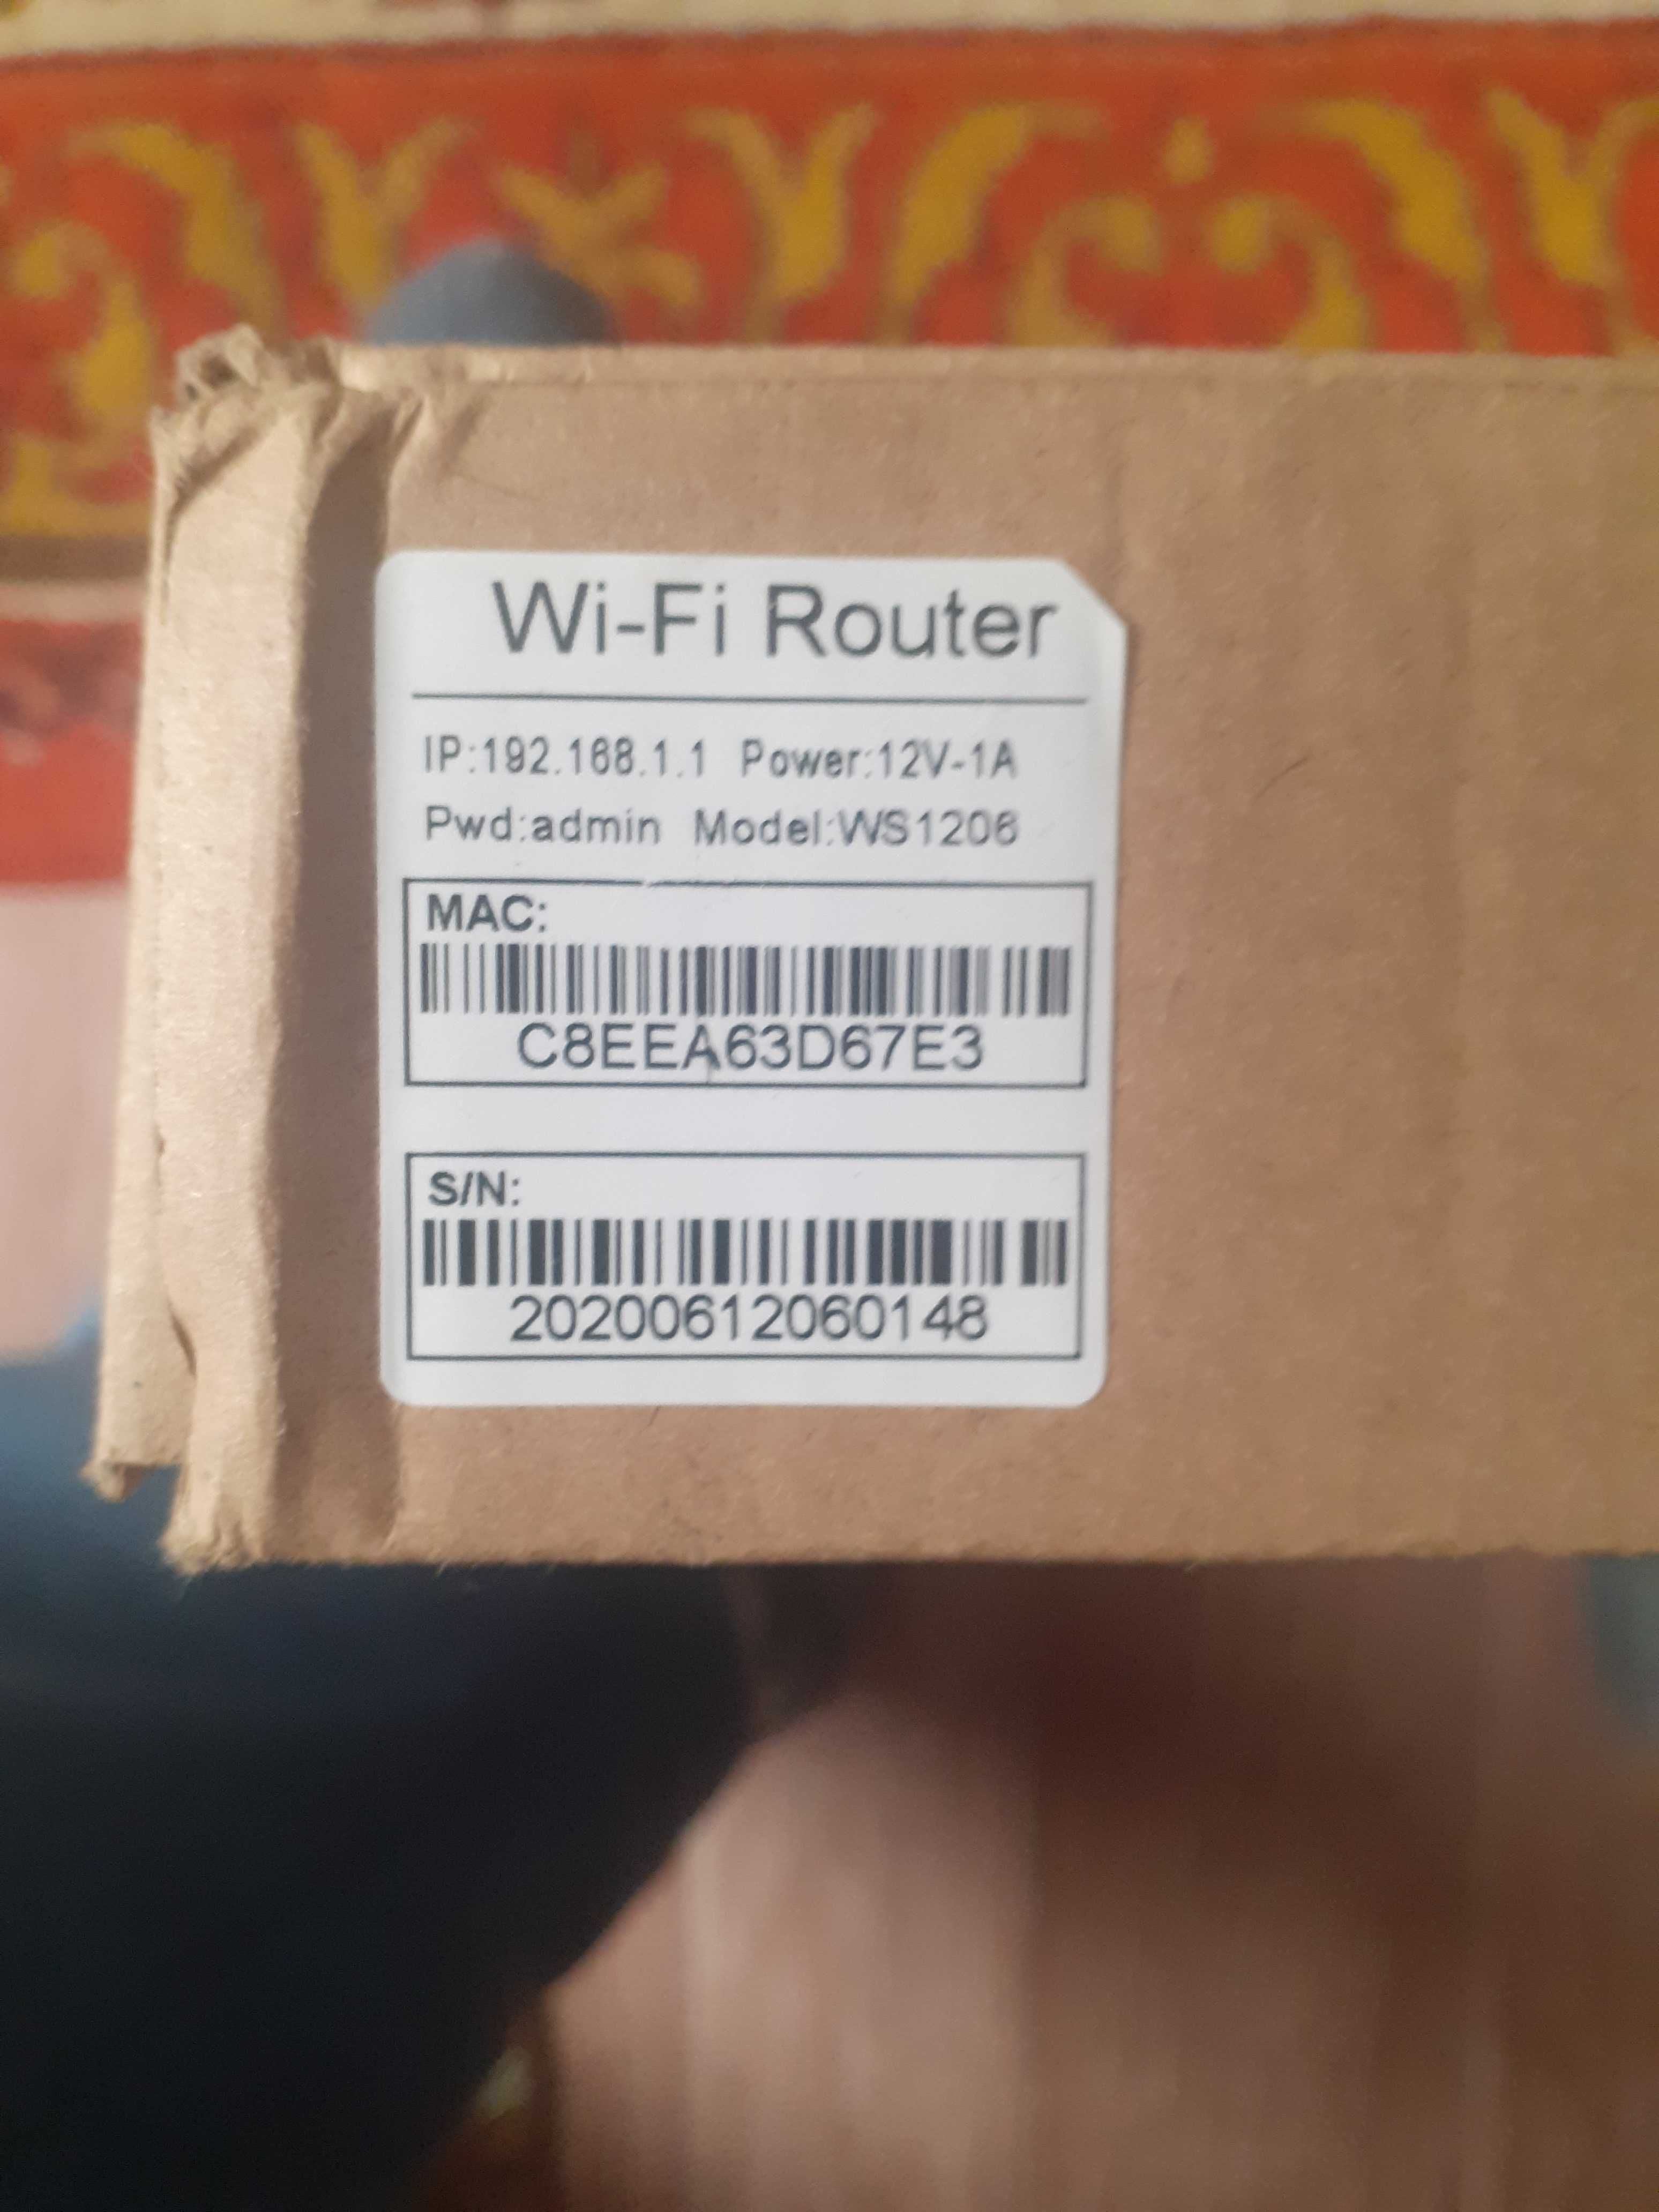 Wi-Fi Router
IP:192.168.1.1 Power:12V-1A
Pwd:admin Model:WS1206
MAC:
C8EEA63D67E3
S/N:
20200612060148